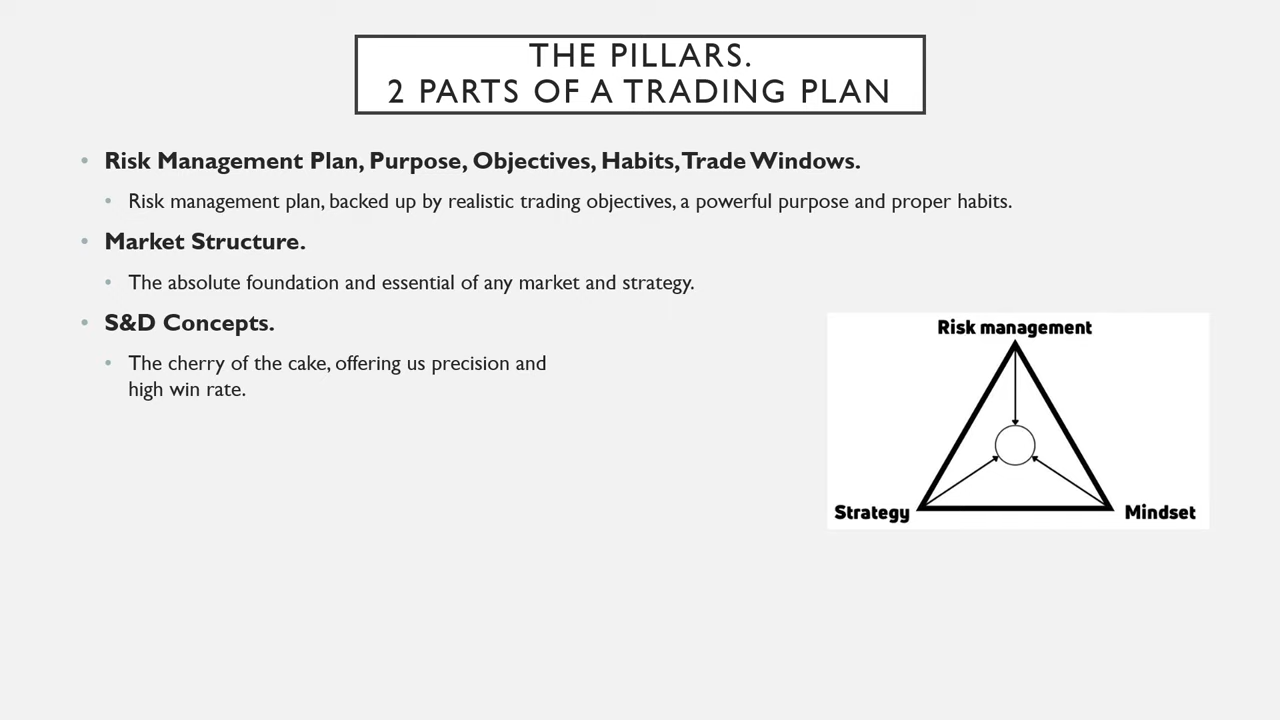 THE PILLARS.
2 PARTS OF A TRADING PLAN
• Risk Management Plan, Purpose, Objectives, Habits, Trade Windows.
• Risk management plan, backed up by realistic trading objectives, a powerful purpose and proper habits.
• Market Structure.
• The absolute foundation and essential of any market and strategy.
• S&D Concepts.
• The cherry of the cake, offering us precision and
high win rate.
Risk management
Strategy
Mindset